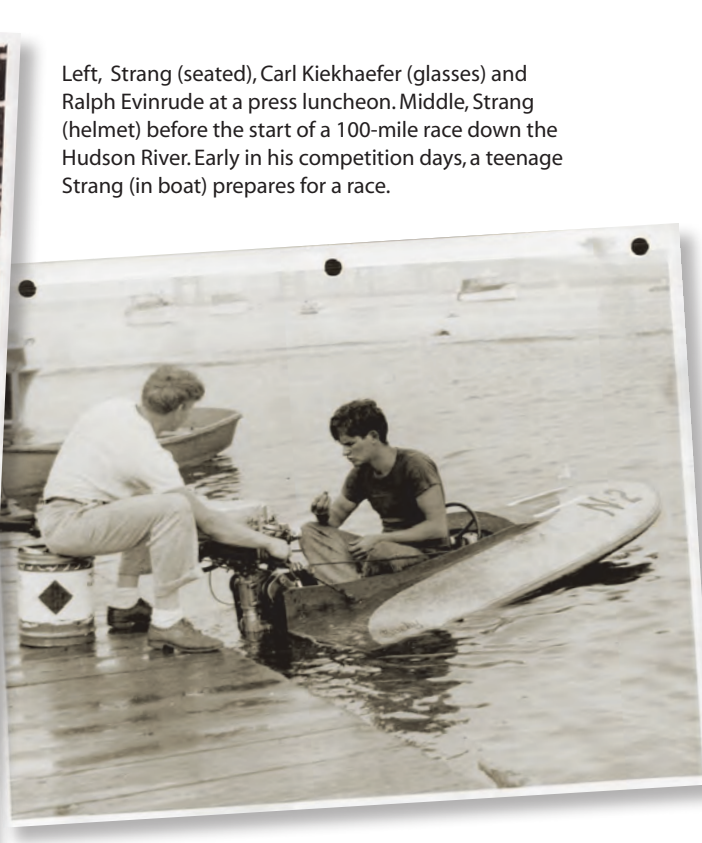 Left, Strang (seated), Carl Kiekhaefer (glasses) and
Ralph Evinrude at a press luncheon. Middle, Strang
(helmet) before the start of a 100-mile race down the
Hudson River. Early in his competition days, a teenage
Strang (in boat) prepares for a race.
N-2